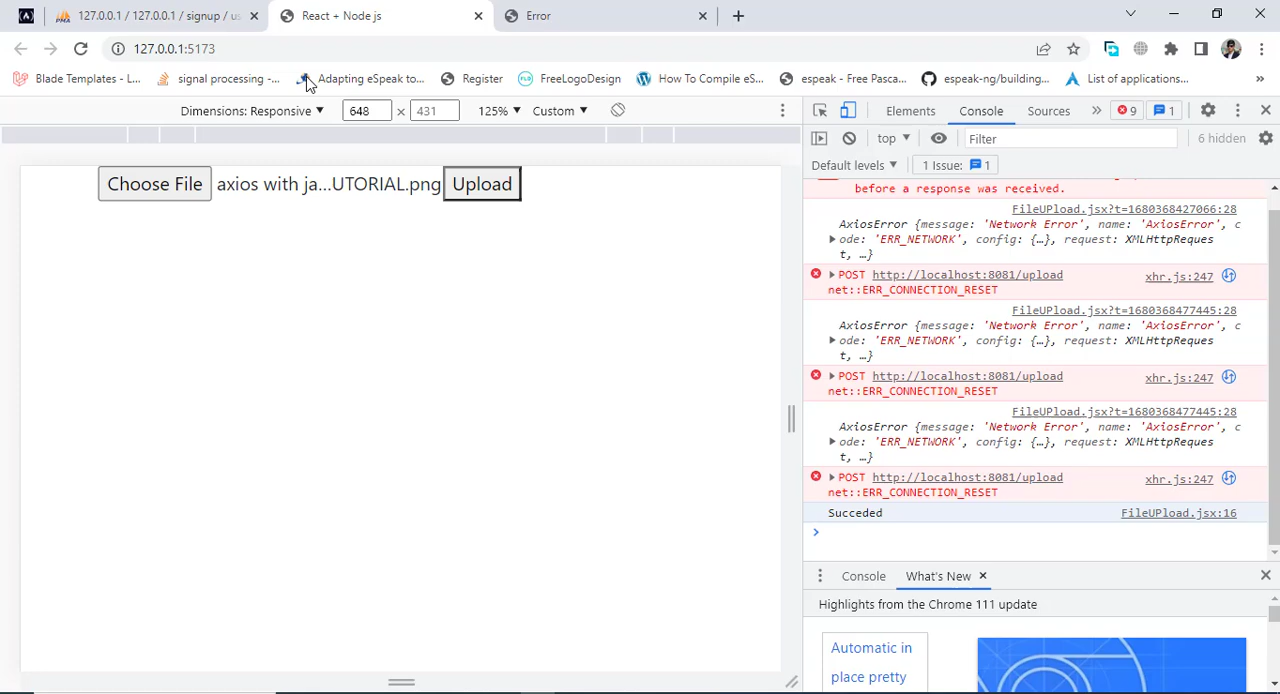 127.0.0.1 / 127.0.0.1 / signup / us
React + Node js
Error
127.0.0.1:5173
Blade Templates - L...
signal processing -...
Adapting eSpeak to...
Register
FreeLogoDesign
How To Compile eS...
espeak - Free Pasca...
espeak-ng/building...
List of applications...
»
Dimensions: Responsive
648 × 431
125%
Custom
Elements
Console
Sources
»
9
1
top
Filter
6 hidden
Default levels
1 Issue: 1
Choose File
axios with ja...UTORIAL.png
Upload
before a response was received.
FileUPload.jsx?t=1680368427066:28
AxiosError {message: 'Network Error', name: 'AxiosError', c
ode: 'ERR_NETWORK', config: {…}, request: XMLHttpReques
t, …}
POST http://localhost:8081/upload xhr.js:247
net::ERR_CONNECTION_RESET
FileUPload.jsx?t=1680368477445:28
AxiosError {message: 'Network Error', name: 'AxiosError', c
ode: 'ERR_NETWORK', config: {…}, request: XMLHttpReques
t, …}
POST http://localhost:8081/upload xhr.js:247
net::ERR_CONNECTION_RESET
FileUPload.jsx?t=1680368477445:28
AxiosError {message: 'Network Error', name: 'AxiosError', c
ode: 'ERR_NETWORK', config: {…}, request: XMLHttpReques
t, …}
POST http://localhost:8081/upload xhr.js:247
net::ERR_CONNECTION_RESET
Succeded FileUPload.jsx:16
Console
What's New
Highlights from the Chrome 111 update
Automatic in
place pretty